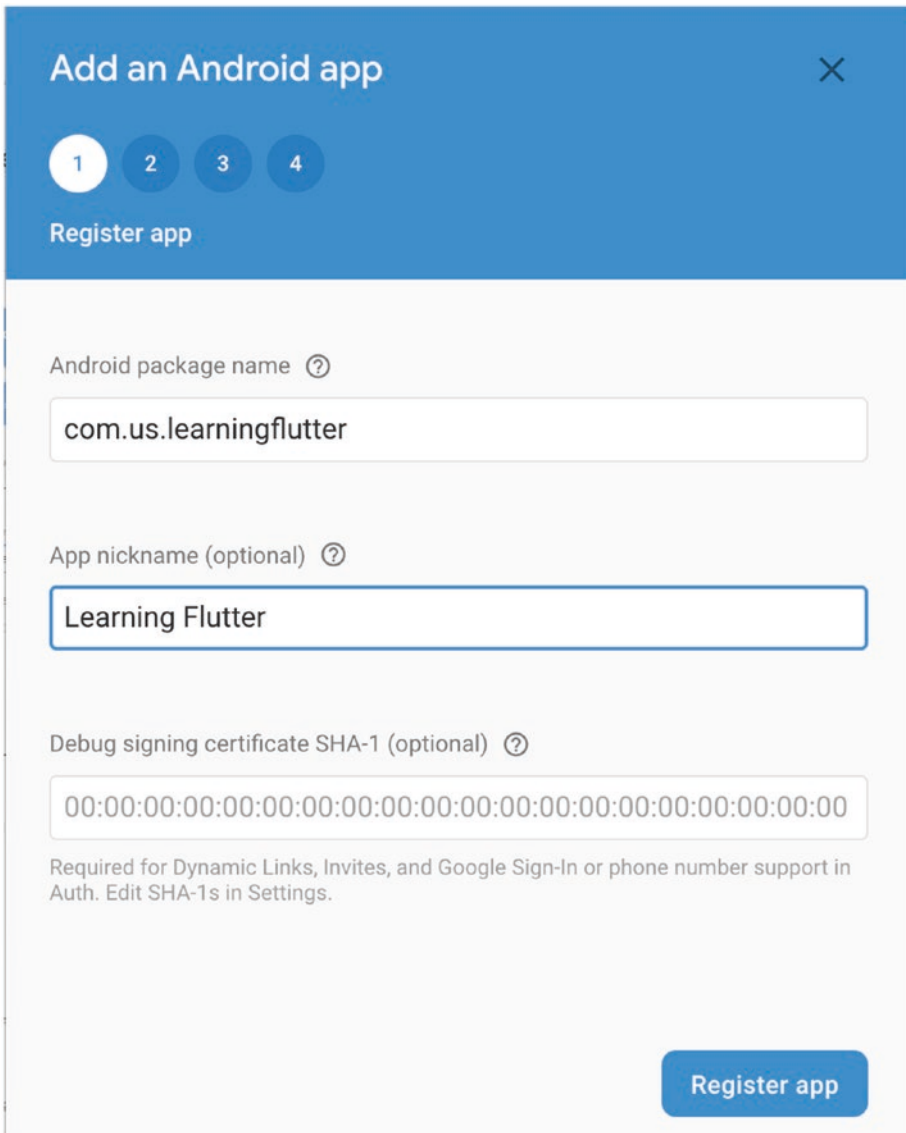 Add an Android app
1 2 3 4
Register app
Android package name
com.us.learningflutter
App nickname (optional)
Learning Flutter
Debug signing certificate SHA-1 (optional)
00:00:00:00:00:00:00:00:00:00:00:00:00:00:00:00:00:00:00:00
Required for Dynamic Links, Invites, and Google Sign-In or phone number support in
Auth. Edit SHA-1s in Settings.
Register app